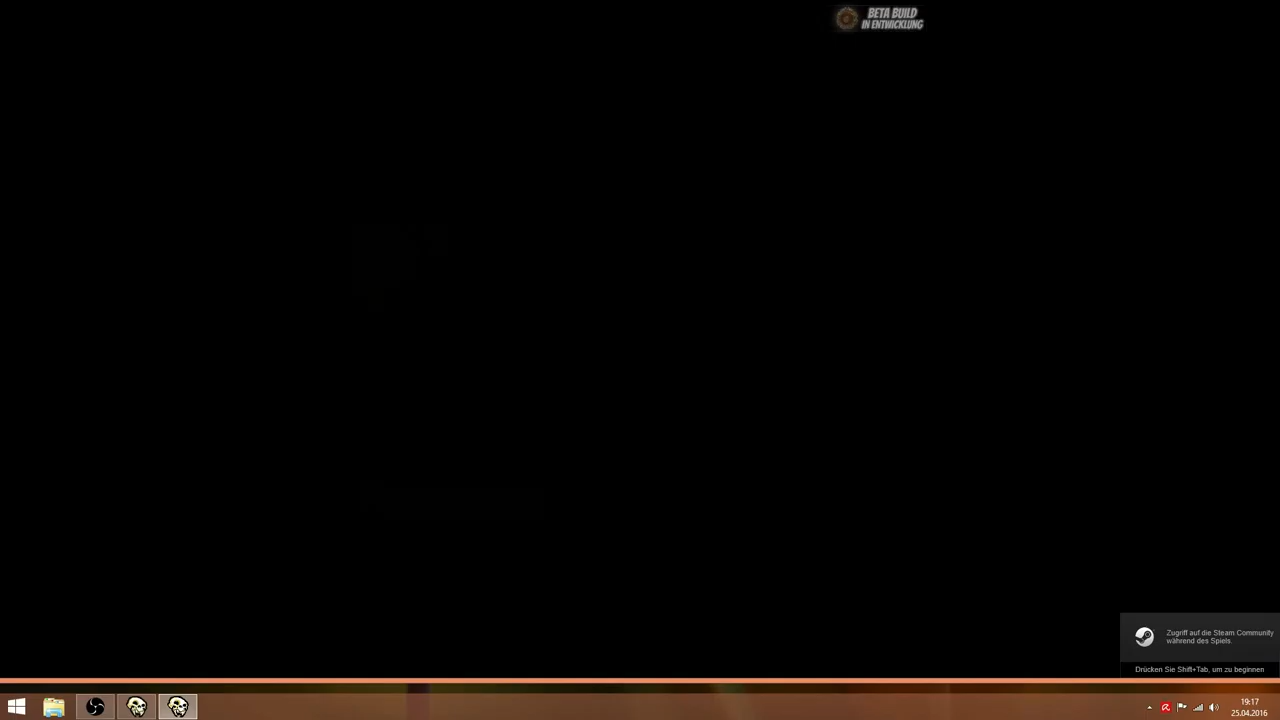 BETA BUILD
IN ENTWICKLUNG
Zugriff auf die Steam Community
während des Spiels.
Drücken Sie Shift+Tab, um zu beginnen
19:17
25.04.2016